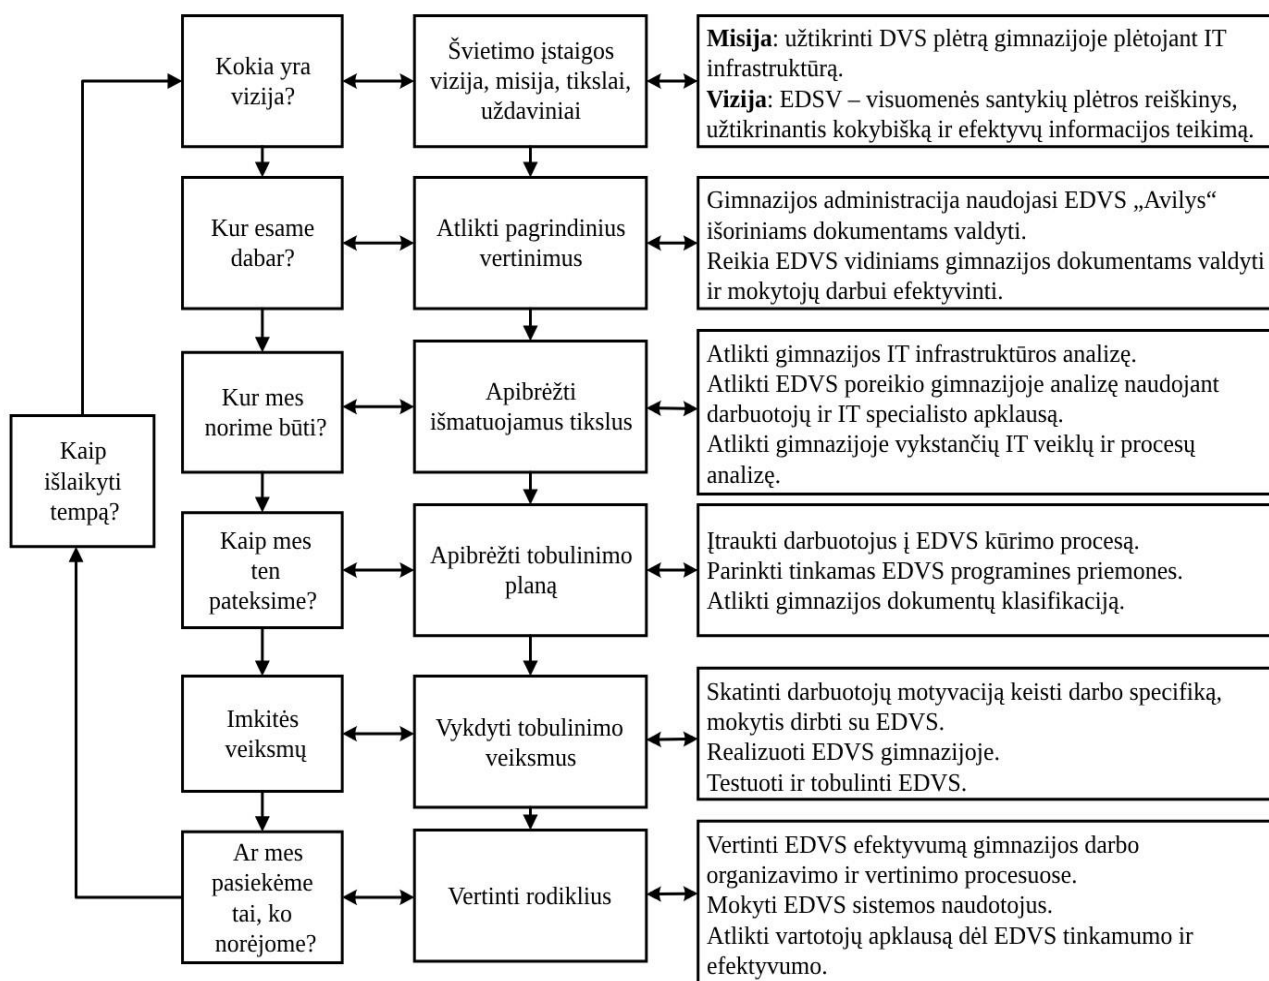 Kokia yra
vizija?
Švietimo įstaigos
vizija, misija, tikslai,
uždaviniai
Misija: užtikrinti DVS plėtrą gimnazijoje plėtojant IT
infrastruktūrą.
Vizija: EDSV – visuomenės santykių plėtros reiškinys,
užtikrinantis kokybišką ir efektyvų informacijos teikimą.
Kur esame
dabar?
Atlikti pagrindinius
vertinimus
Gimnazijos administracija naudojasi EDVS „Avilys“
išoriniams dokumentams valdyti.
Reikia EDVS vidiniams gimnazijos dokumentams valdyti
ir mokytojų darbui efektyvinti.
Kur mes
norime būti?
Apibrėžti
išmatuojamus tikslus
Atlikti gimnazijos IT infrastruktūros analizę.
Atlikti EDVS poreikio gimnazijoje analizę naudojant
darbuotojų ir IT specialisto apklausą.
Atlikti gimnazijoje vykstančių IT veiklų ir procesų
analizę.
Kaip
išlaikyti
tempą?
Kaip mes
ten
pateksime?
Apibrėžti tobulinimo
planą
Įtraukti darbuotojus į EDVS kūrimo procesą.
Parinkti tinkamas EDVS programines priemones.
Atlikti gimnazijos dokumentų klasifikaciją.
Imkitės
veiksmų
Vykdyti tobulinimo
veiksmus
Skatinti darbuotojų motyvaciją keisti darbo specifiką,
mokytis dirbti su EDVS.
Realizuoti EDVS gimnazijoje.
Testuoti ir tobulinti EDVS.
Ar mes
pasiekėme
tai, ko
norėjome?
Vertinti rodiklius
Vertinti EDVS efektyvumą gimnazijos darbo
organizavimo ir vertinimo procesuose.
Mokyti EDVS sistemos naudotojus.
Atlikti vartotojų apklausą dėl EDVS tinkamumo ir
efektyvumo.